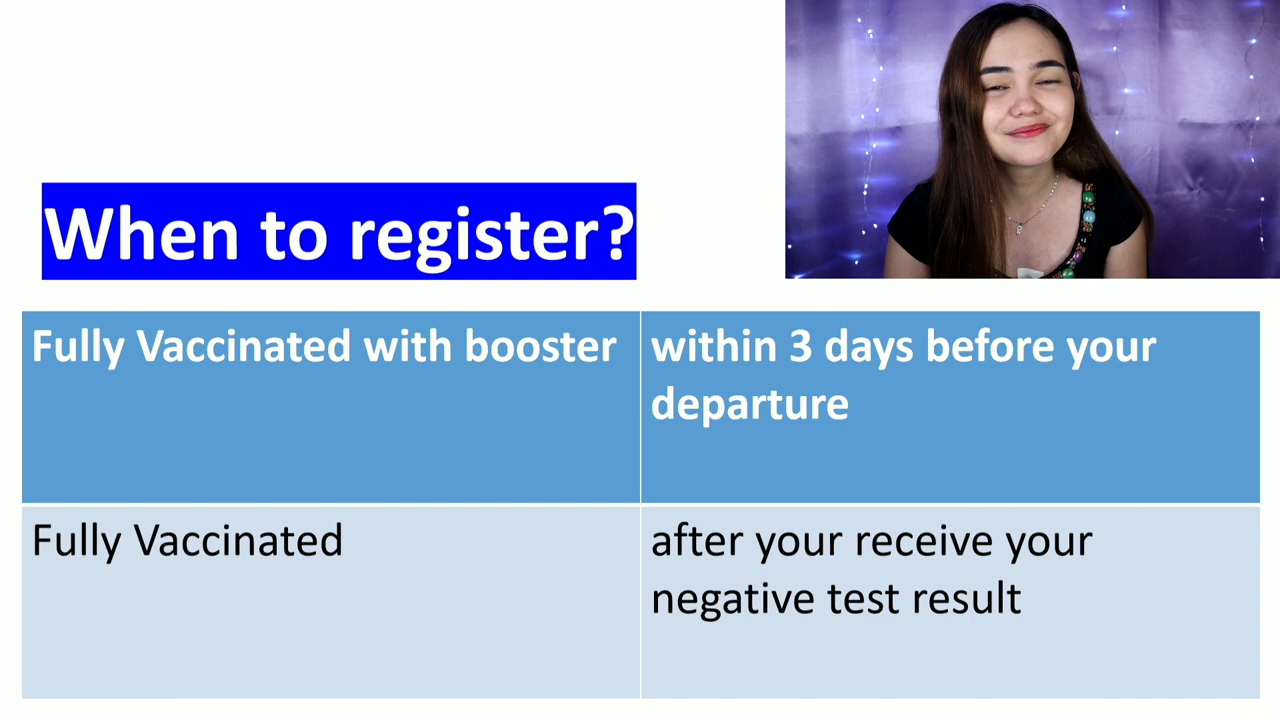 When to register?
Fully Vaccinated with booster
within 3 days before your
departure
Fully Vaccinated
after your receive your
negative test result